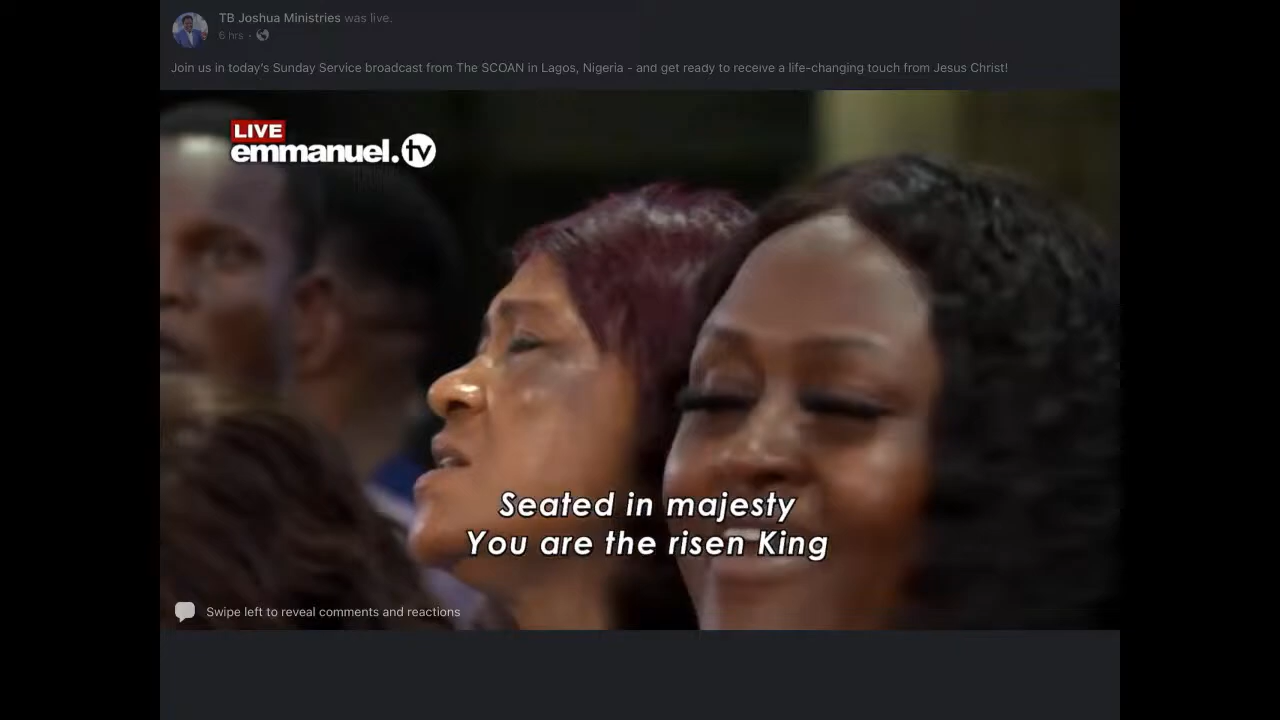 TB Joshua Ministries was live.
6 hrs ·
Join us in today's Sunday Service broadcast from The SCOAN in Lagos, Nigeria - and get ready to receive a life-changing touch from Jesus Christ!
LIVE
emmanuel.tv
Seated in majesty
You are the risen King
Swipe left to reveal comments and reactions